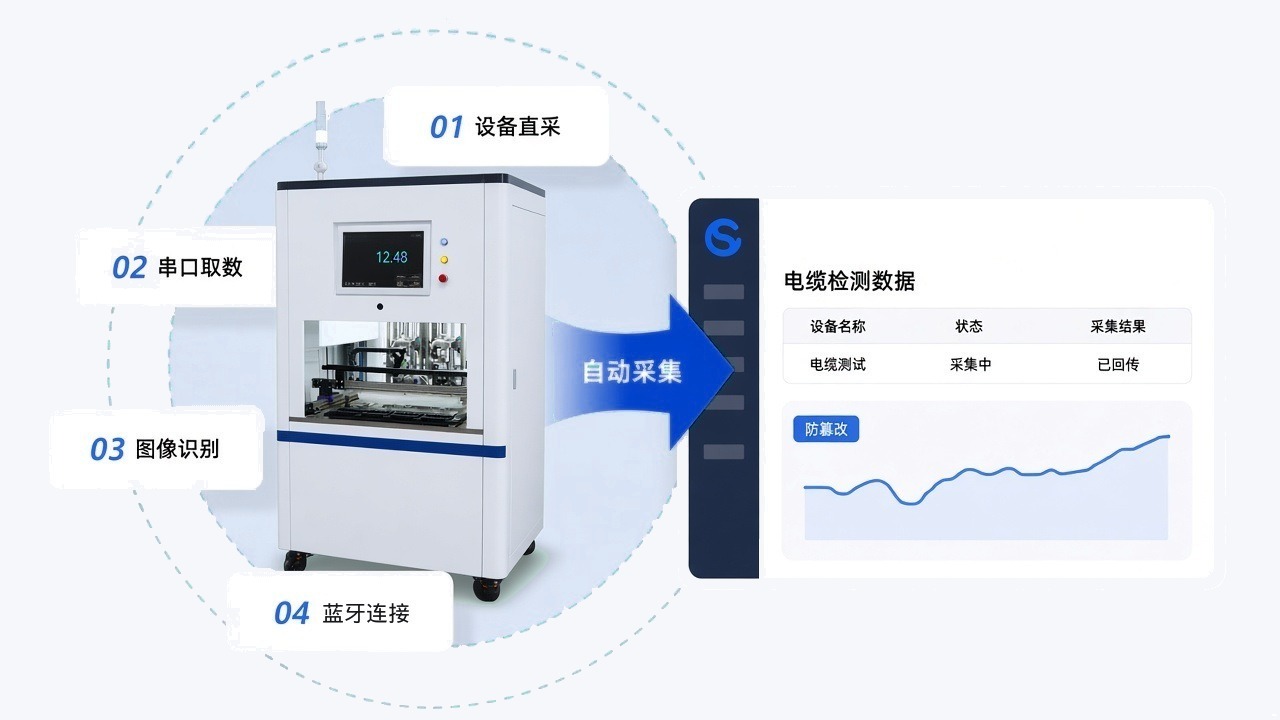 01 设备直采
02 串口取数
12.48
03 图像识别
04 蓝牙连接
自动采集
电缆检测数据
设备名称 状态 采集结果
电缆测试 采集中 已回传
防篡改